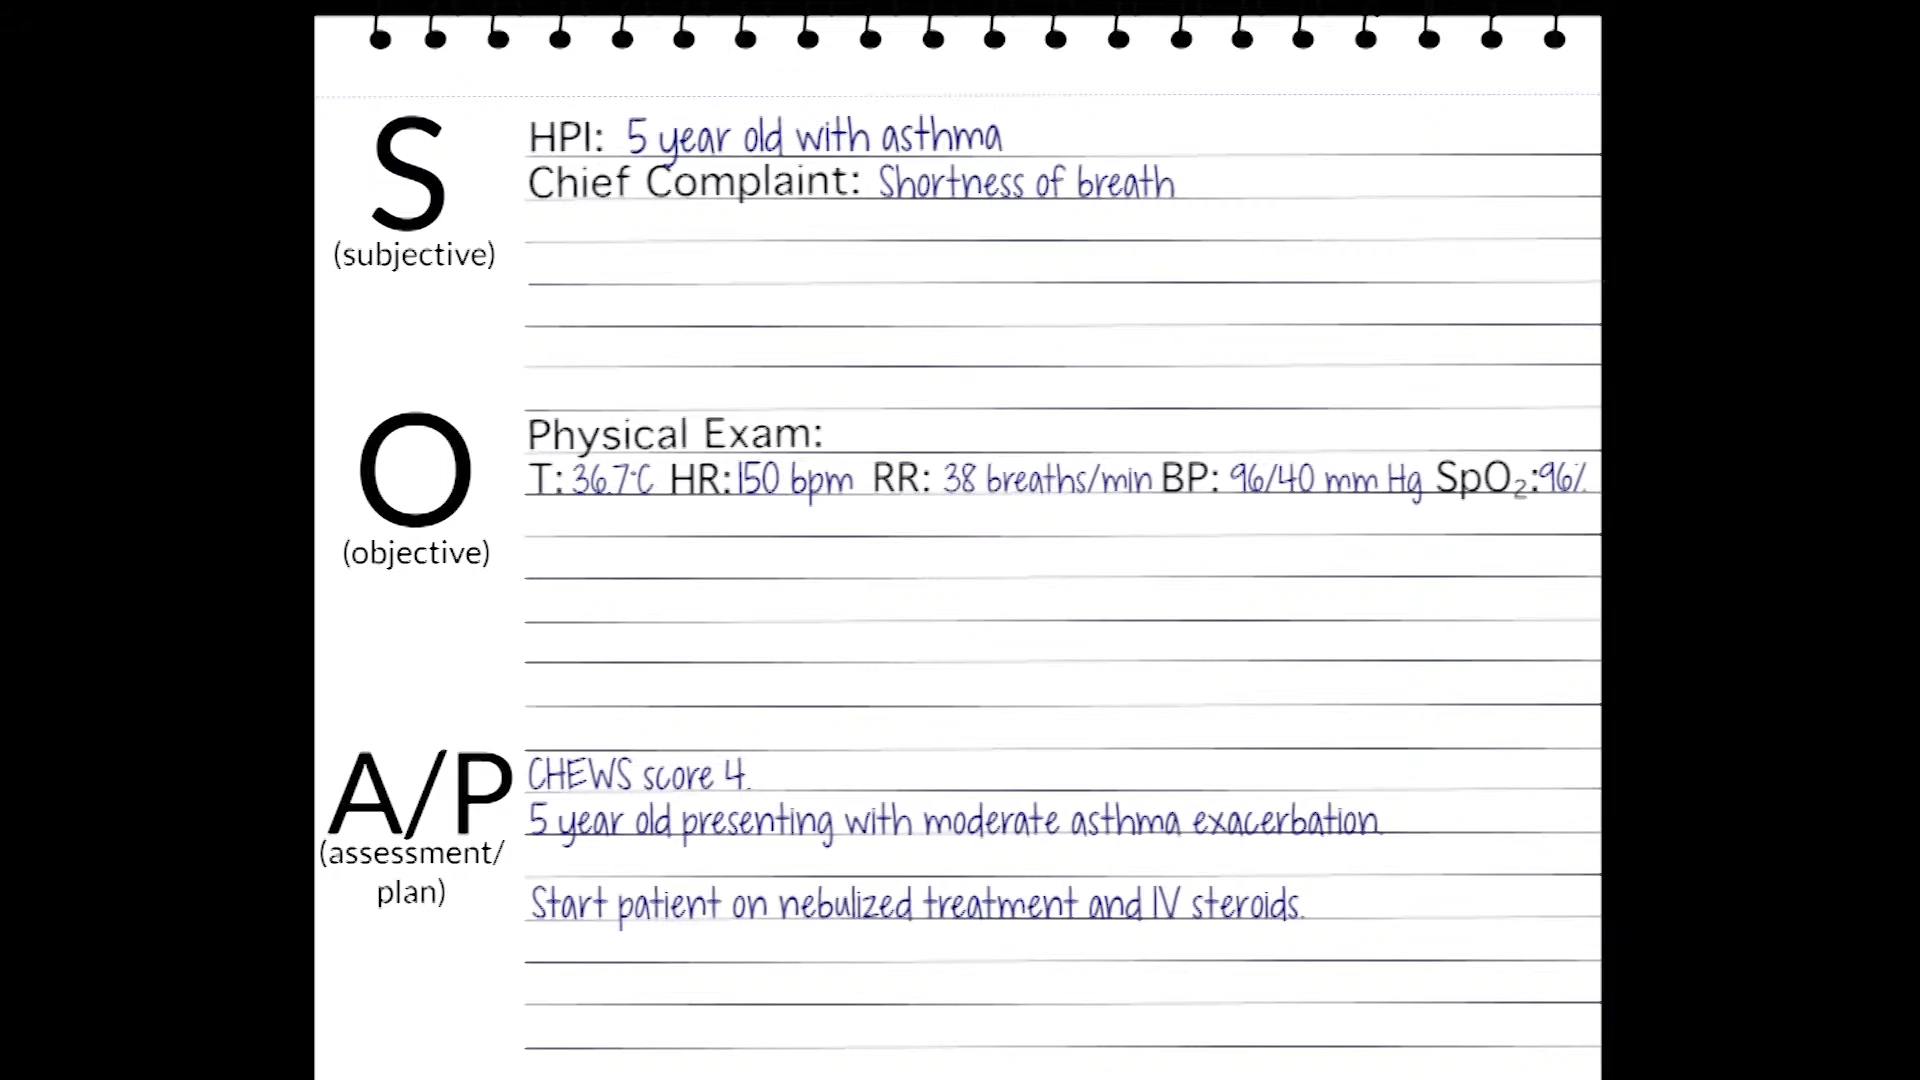 S
(subjective)
HPI: 5 year old with asthma
Chief Complaint: Shortness of breath
O
(objective)
Physical Exam:
T: 36.7°C HR: 150 bpm RR: 38 breaths/min BP: 96/40 mm Hg SpO₂: 96%
A/P
(assessment/
plan)
CHEWS score 4.
5 year old presenting with moderate asthma exacerbation.
Start patient on nebulized treatment and IV steroids.